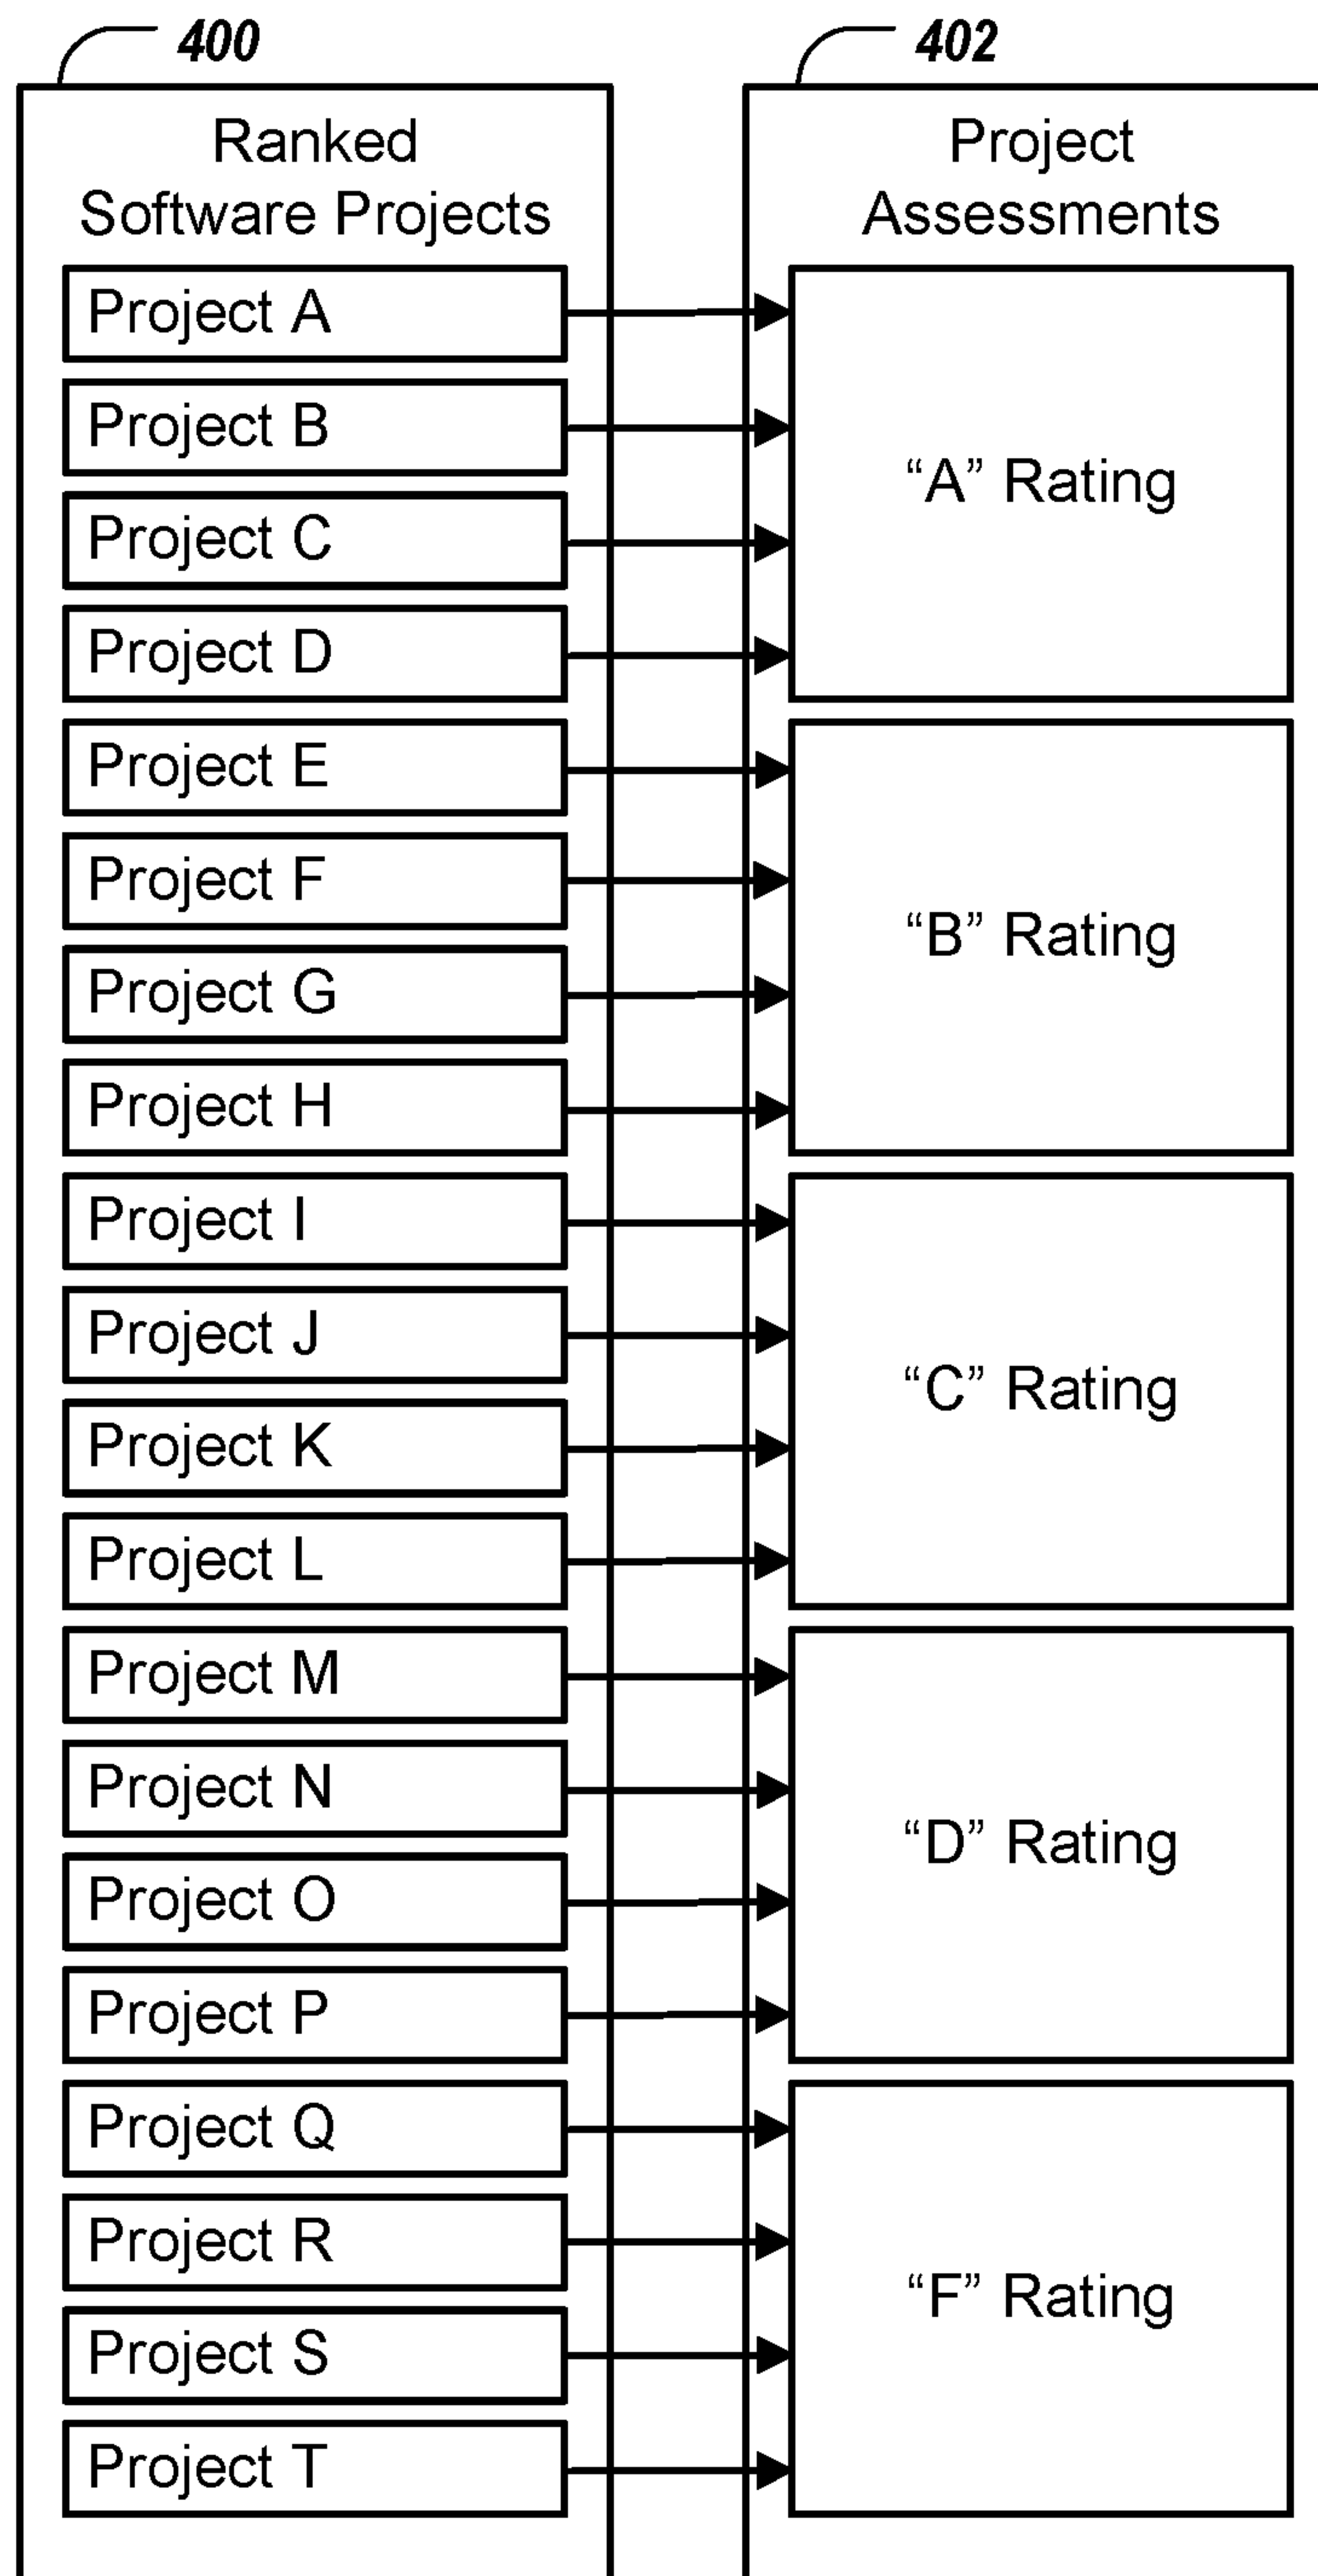 400
Ranked
Software Projects
Project A
Project B
Project C
Project D
Project E
Project F
Project G
Project H
Project I
Project J
Project K
Project L
Project M
Project N
Project O
Project P
Project Q
Project R
Project S
Project T
402
Project
Assessments
“A” Rating
“B” Rating
“C” Rating
“D” Rating
“F” Rating